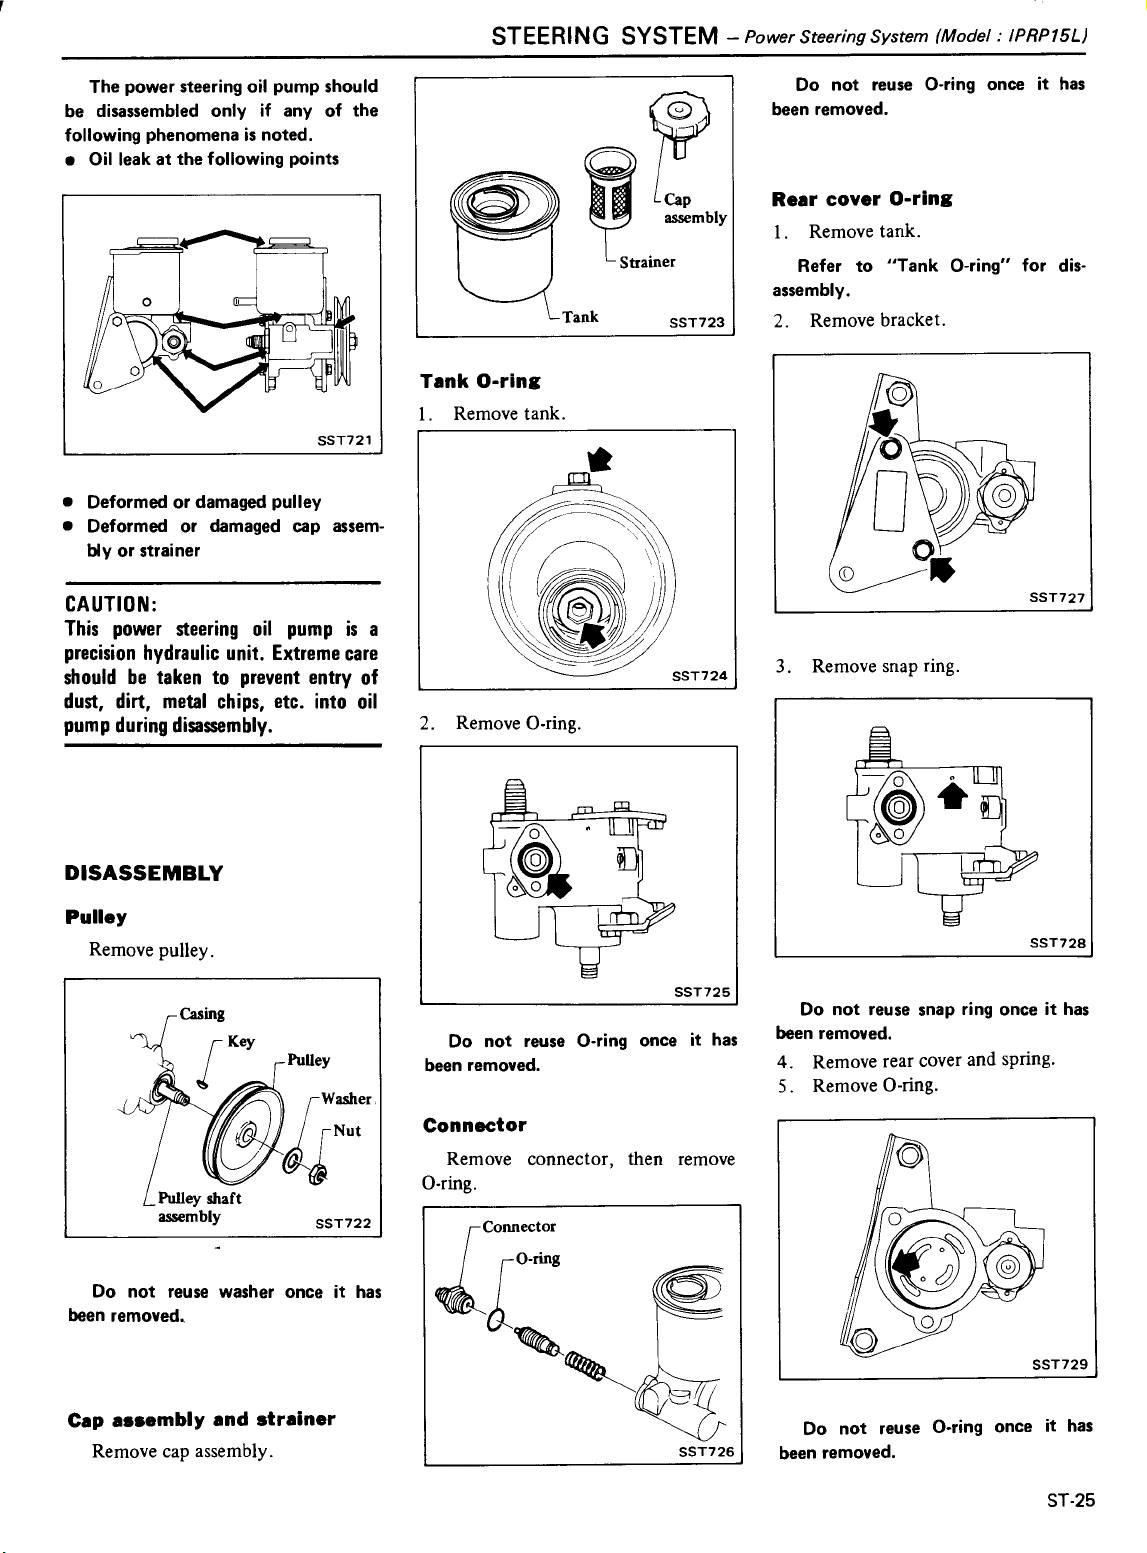 STEERING SYSTEM – Power Steering System (Model : IPRP15L)
The power steering oil pump should
be disassembled only if any of the
following phenomena is noted.
• Oil leak at the following points
SST721
• Deformed or damaged pulley
• Deformed or damaged cap assem-
bly or strainer
CAUTION:
This power steering oil pump is a
precision hydraulic unit. Extreme care
should be taken to prevent entry of
dust, dirt, metal chips, etc. into oil
pump during disassembly.
DISASSEMBLY
Pulley
Remove pulley.
Casing
Key
Pulley
Washer
Nut
Pulley shaft
assembly
SST722
Do not reuse washer once it has
been removed.
Cap assembly and strainer
Remove cap assembly.
Cap
assembly
Strainer
Tank
SST723
Tank O-ring
1. Remove tank.
SST724
2. Remove O-ring.
SST725
Do not reuse O-ring once it has
been removed.
Connector
Remove connector, then remove
O-ring.
Connector
O-ring
SST726
Do not reuse O-ring once it has
been removed.
Rear cover O-ring
1. Remove tank.
Refer to "Tank O-ring" for dis-
assembly.
2. Remove bracket.
SST727
3. Remove snap ring.
SST728
Do not reuse snap ring once it has
been removed.
4. Remove rear cover and spring.
5. Remove O-ring.
SST729
Do not reuse O-ring once it has
been removed.
ST-25